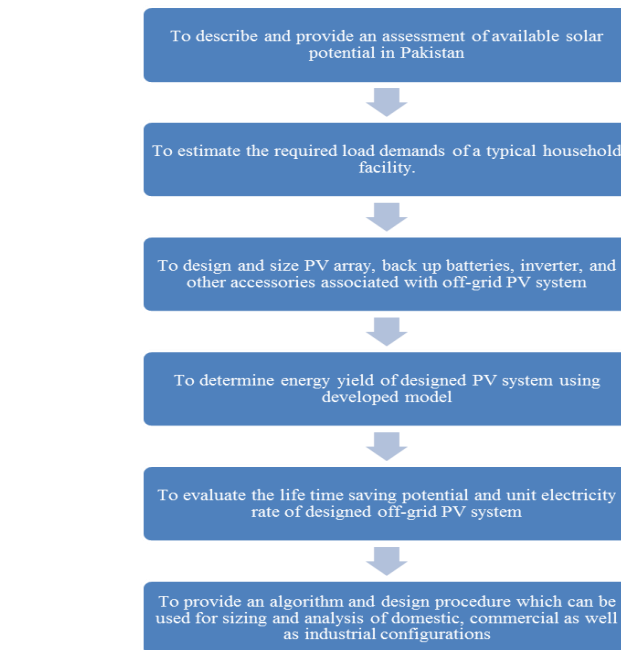 To describe and provide an assessment of available solar
potential in Pakistan
To estimate the required load demands of a typical household
facility.
To design and size PV array, back up batteries, inverter, and
other accessories associated with off-grid PV system
To determine energy yield of designed PV system using
developed model
To evaluate the life time saving potential and unit electricity
rate of designed off-grid PV system
To provide an algorithm and design procedure which can be
used for sizing and analysis of domestic, commercial as well
as industrial configurations